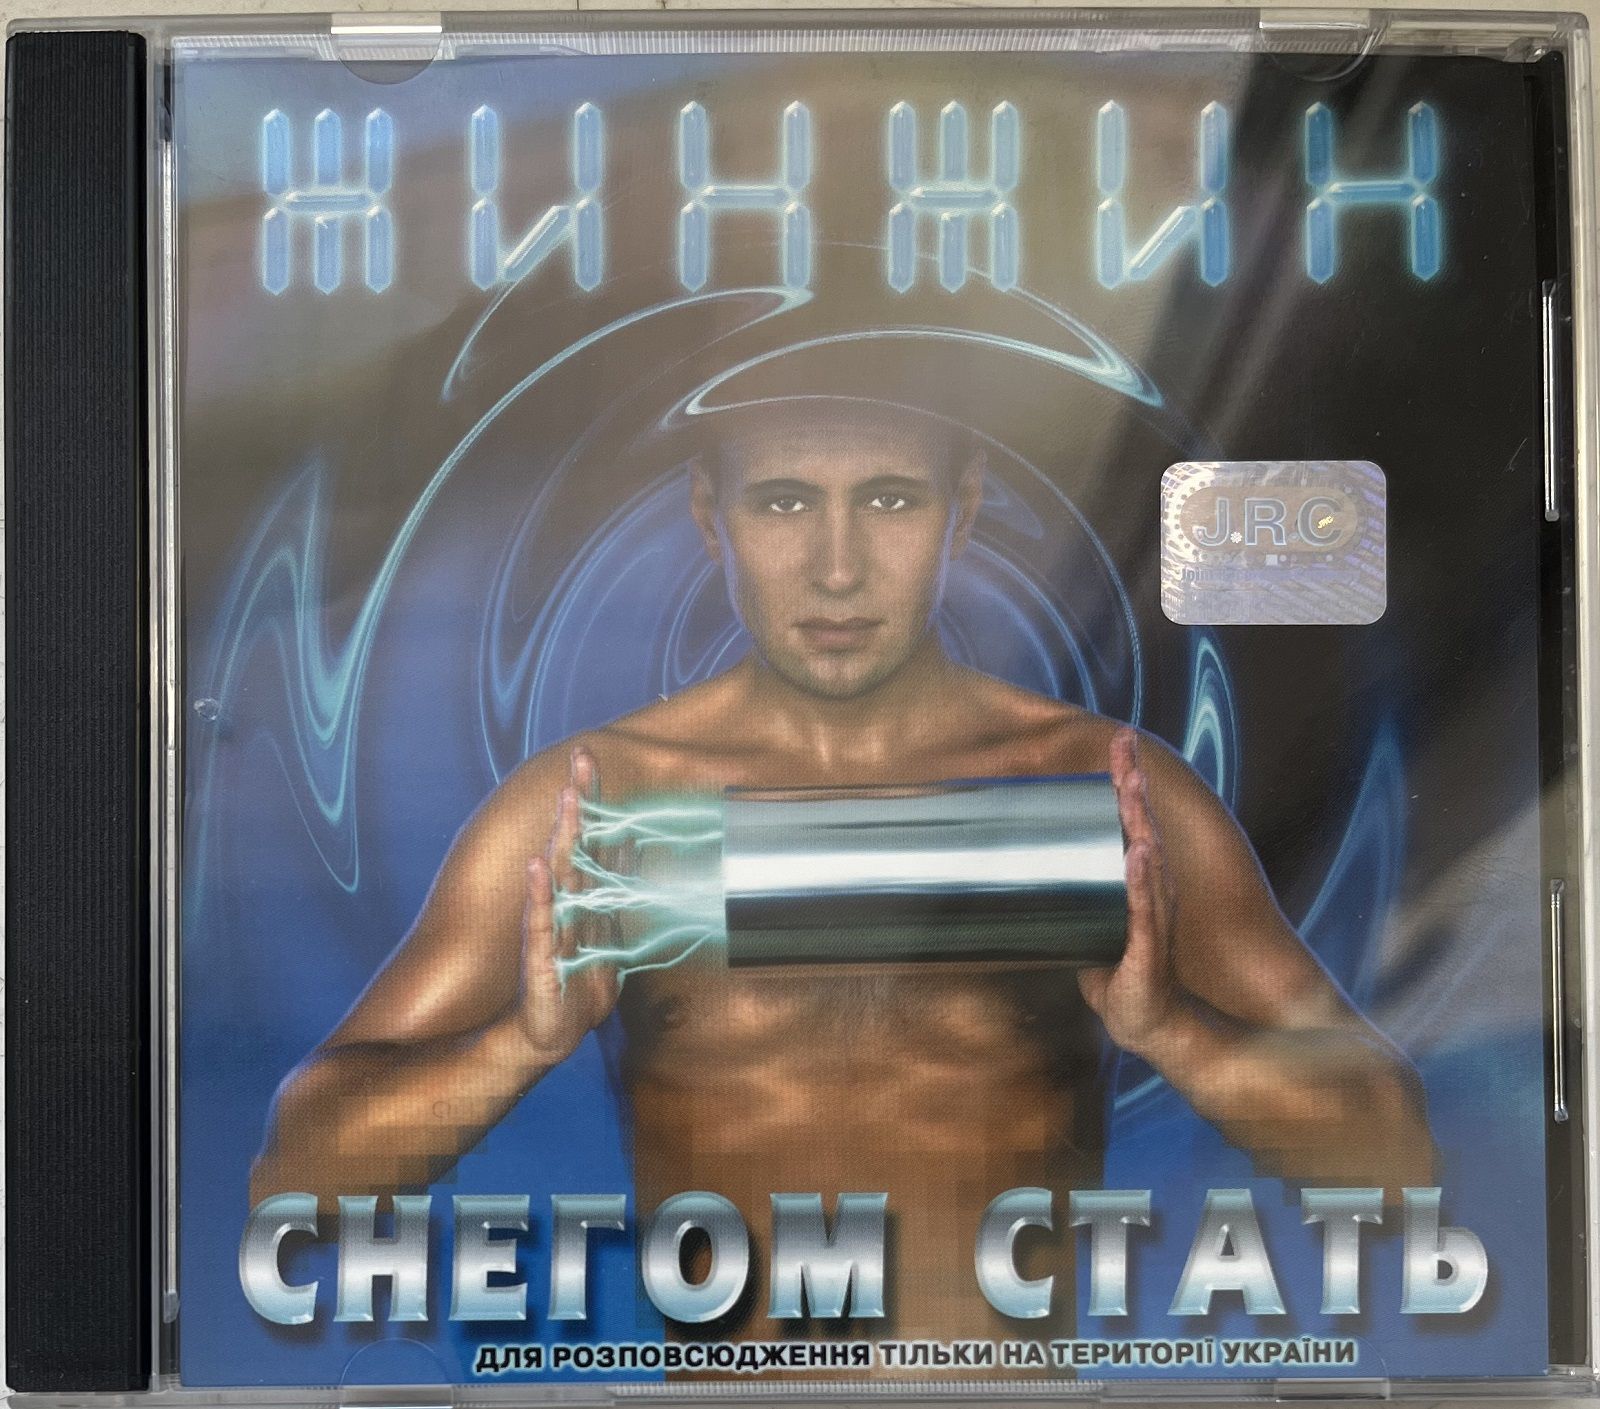 ЖИНЖИН
J.R.C
СНЕГОМ СТАТЬ
ДЛЯ РОЗПОВСЮДЖЕННЯ ТІЛЬКИ НА ТЕРИТОРІЇ УКРАЇНИ